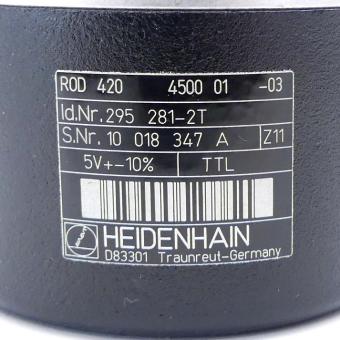 ROD 420 4500 01 -03
Id.Nr. 295 281-2T
S.Nr. 10 018 347 A Z11
5V+-10% TTL
HEIDENHAIN
D83301 Traunreut-Germany